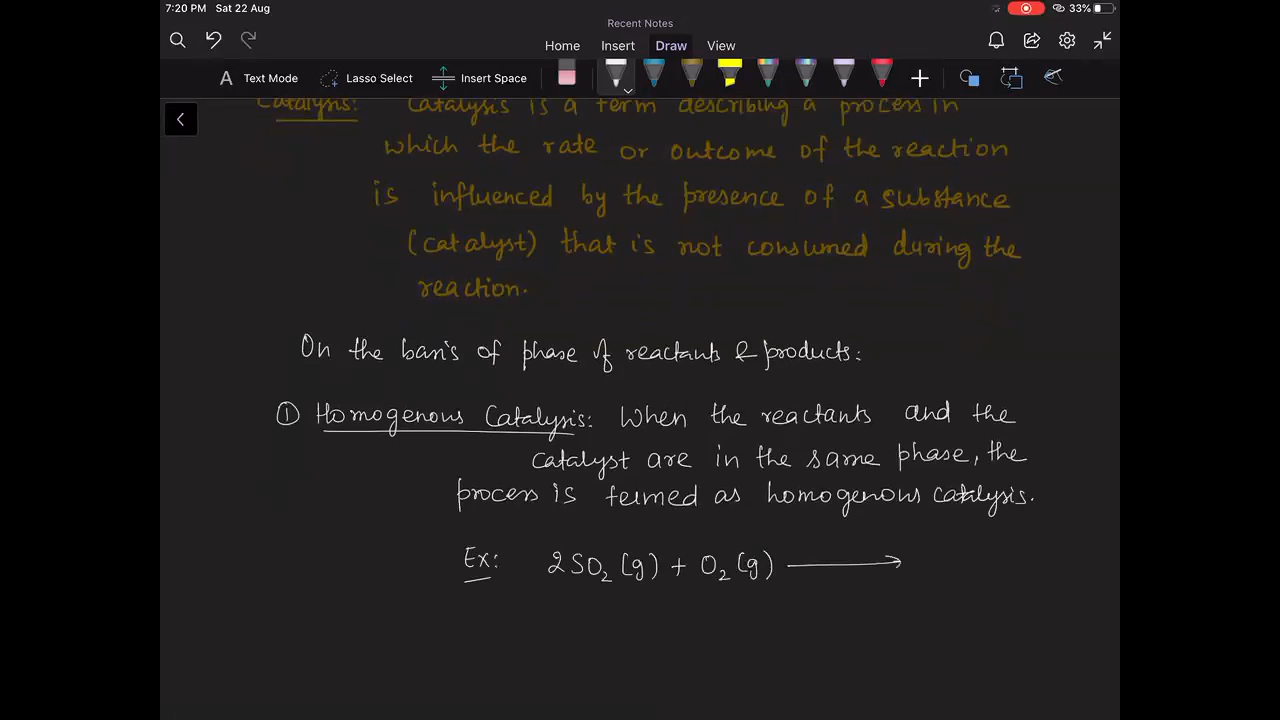 7:20 PM Sat 22 Aug
33%
Recent Notes
Home Insert Draw View
Text Mode Lasso Select Insert Space
Catalysis: Catalysis is a term describing a process in
which the rate or outcome of the reaction
is influenced by the presence of a substance
(catalyst) that is not consumed during the
reaction.
On the basis of phase of reactants & products:
① Homogenous Catalysis: When the reactants and the
catalyst are in the same phase, the
process is termed as homogenous catalysis.
Ex: 2SO₂(g) + O₂(g) ⟶